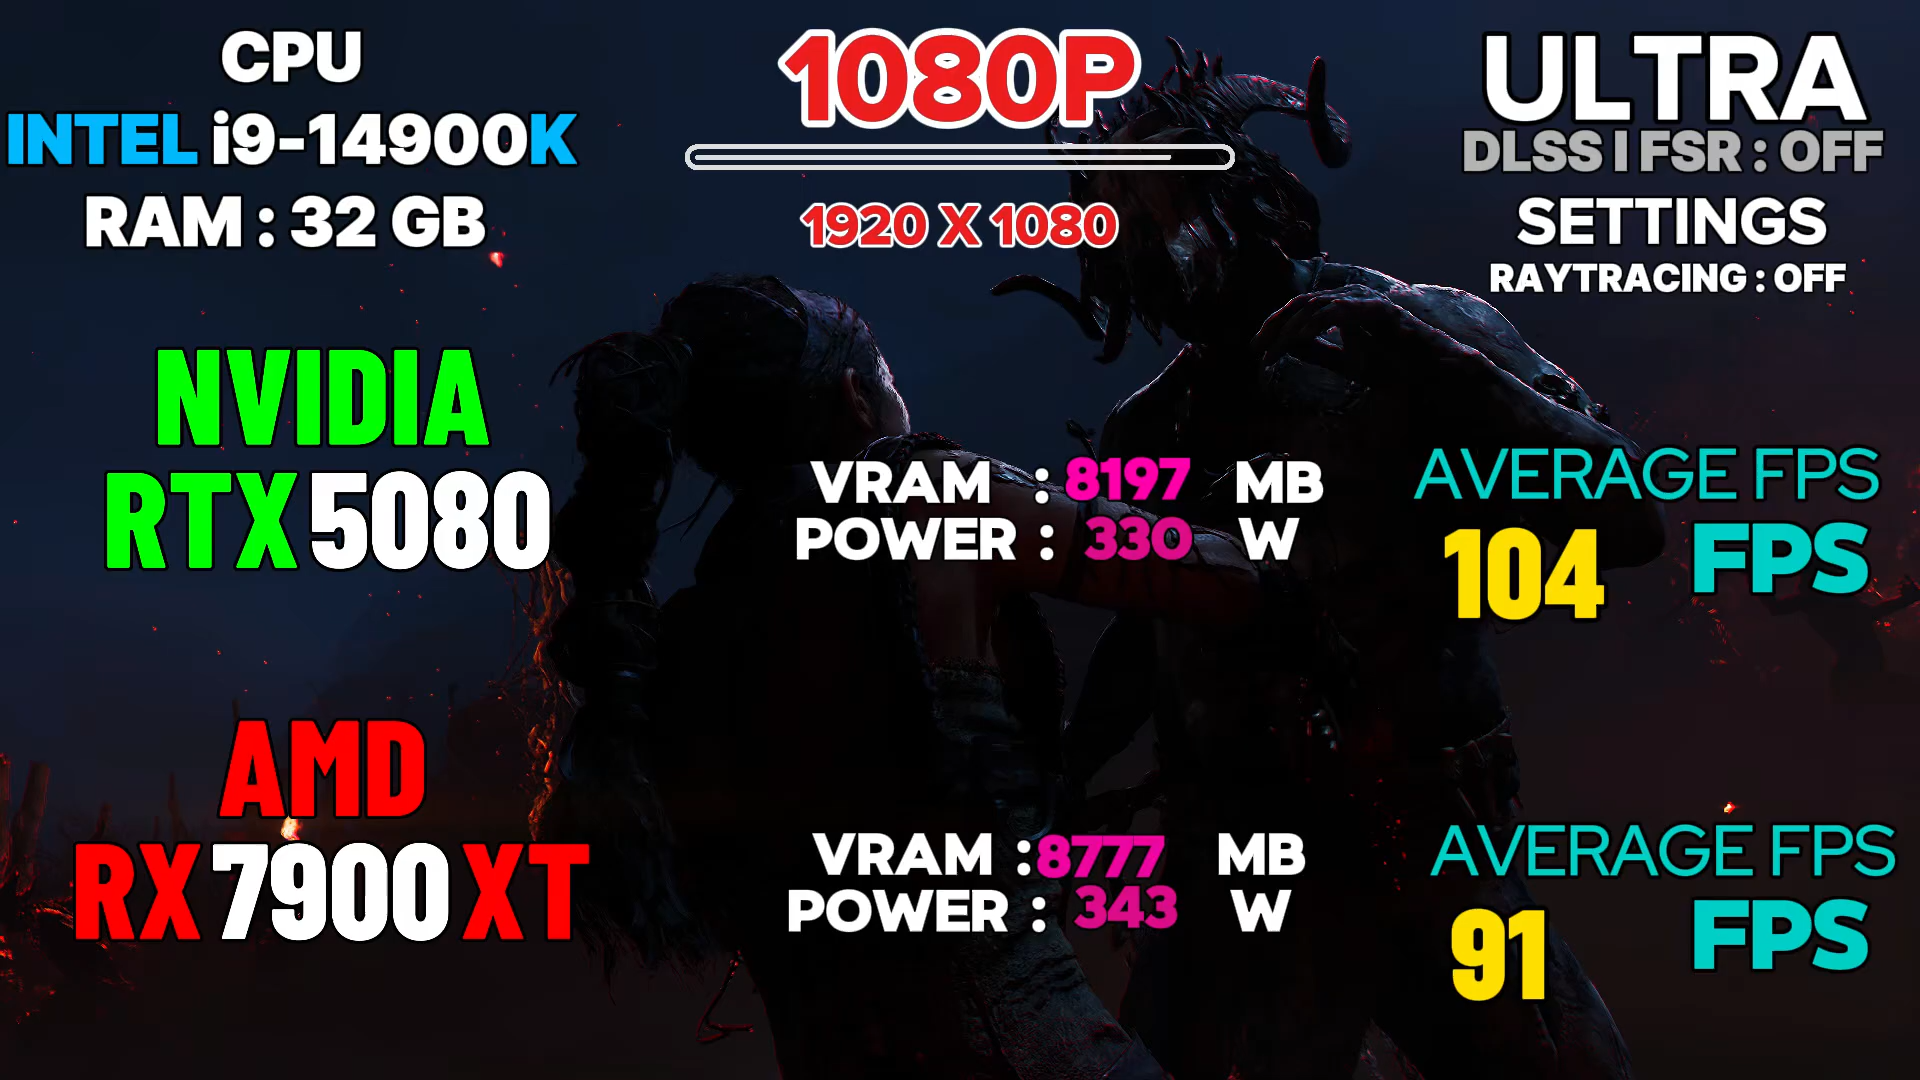 CPU
INTEL i9-14900K
RAM : 32 GB
1080P
1920 X 1080
ULTRA
DLSS | FSR : OFF
SETTINGS
RAYTRACING : OFF
NVIDIA
RTX 5080
VRAM : 8197 MB
POWER : 330 W
AVERAGE FPS
104 FPS
AMD
RX 7900 XT
VRAM : 8777 MB
POWER : 343 W
AVERAGE FPS
91 FPS